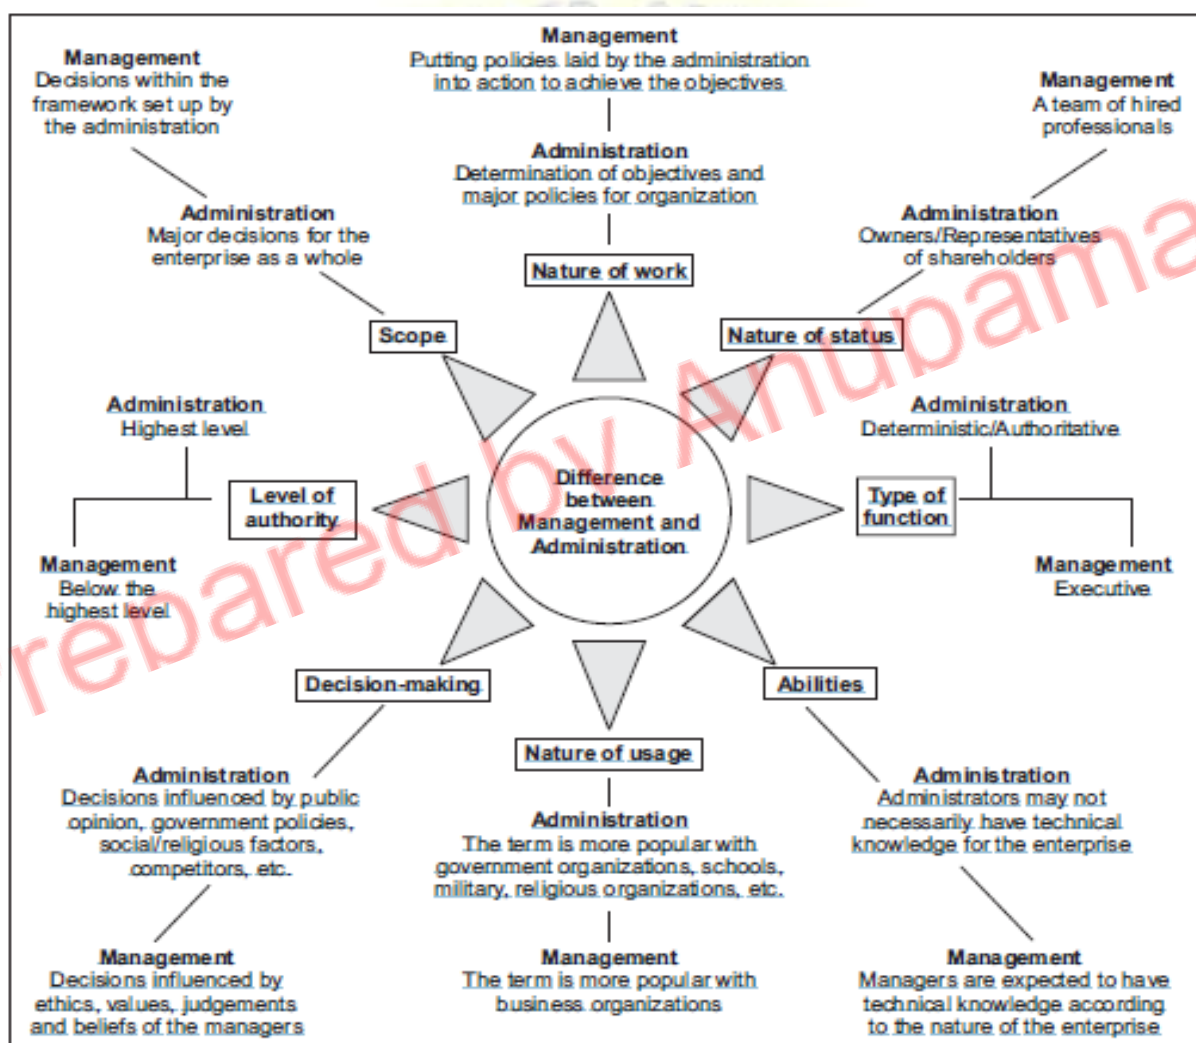 Management
Putting policies laid by the administration
into action to achieve the objectives
Administration
Determination of objectives and
major policies for organization
Nature of work
Management
Decisions within the
framework set up by
the administration
Administration
Major decisions for the
enterprise as a whole
Scope
Management
A team of hired
professionals
Administration
Owners/Representatives
of shareholders
Nature of status
Administration
Highest level
Level of
authority
Management
Below the
highest level
Difference
between
Management and
Administration
Administration
Deterministic/Authoritative
Type of
function
Management
Executive
Decision-making
Administration
Decisions influenced by public
opinion, government policies,
social/religious factors,
competitors, etc.
Management
Decisions influenced by
ethics, values, judgements
and beliefs of the managers
Nature of usage
Administration
The term is more popular with
government organizations, schools,
military, religious organizations, etc.
Management
The term is more popular with
business organizations
Abilities
Administration
Administrators may not
necessarily have technical
knowledge for the enterprise
Management
Managers are expected to have
technical knowledge according
to the nature of the enterprise
repared by Anupama